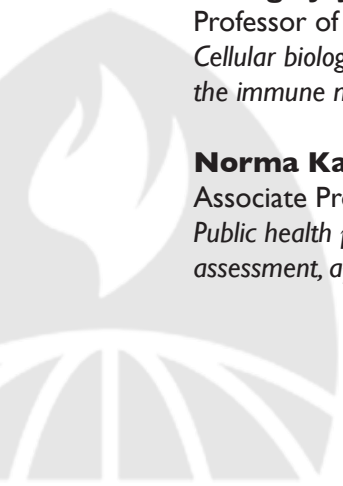 Professor of
Cellular biolog
the immune
Norma Ka
Associate Pr
Public health
assessment, a